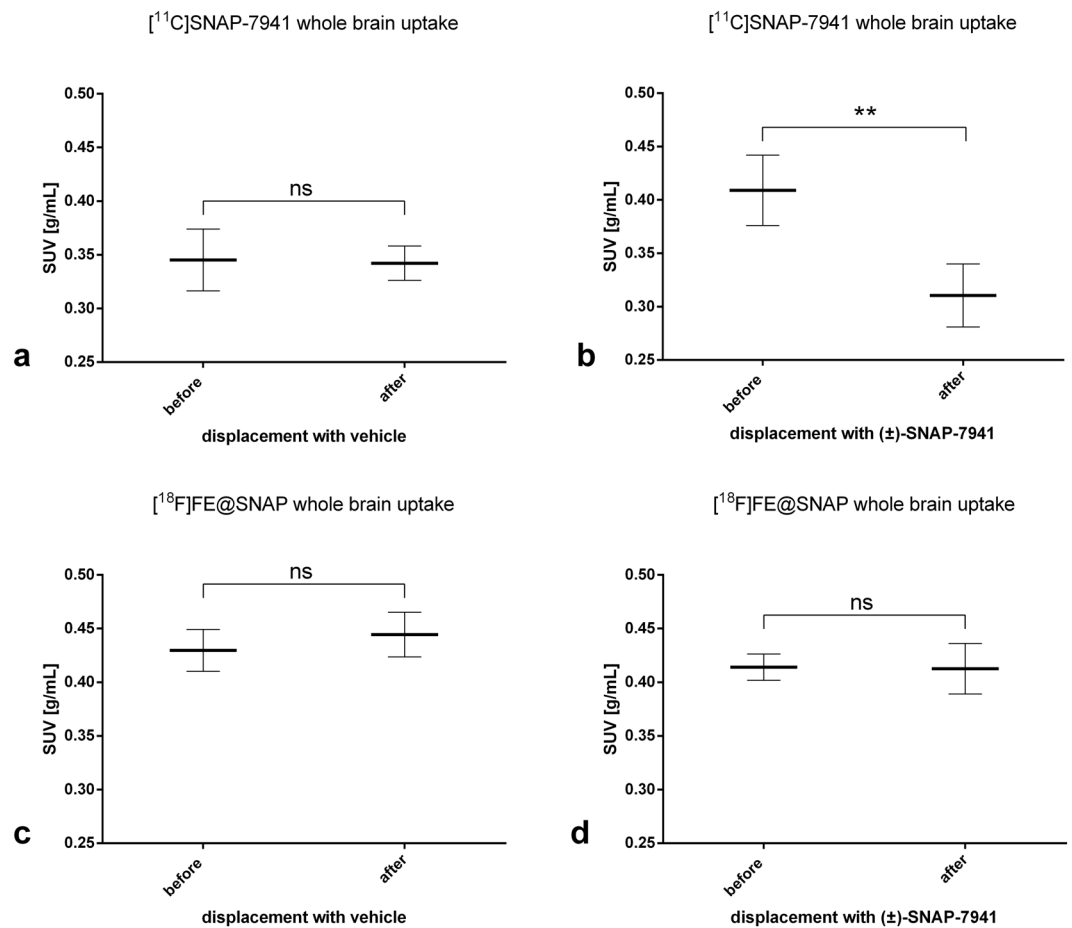 [¹¹C]SNAP-7941 whole brain uptake
0.50
0.45
0.40
0.35
0.30
0.25
SUV [g/mL]
ns
a
before
after
displacement with vehicle
[¹¹C]SNAP-7941 whole brain uptake
0.50
0.45
0.40
0.35
0.30
0.25
SUV [g/mL]
**
b
before
after
displacement with (±)-SNAP-7941
[¹⁸F]FE@SNAP whole brain uptake
0.50
0.45
0.40
0.35
0.30
0.25
SUV [g/mL]
ns
c
before
after
displacement with vehicle
[¹⁸F]FE@SNAP whole brain uptake
0.50
0.45
0.40
0.35
0.30
0.25
SUV [g/mL]
ns
d
before
after
displacement with (±)-SNAP-7941